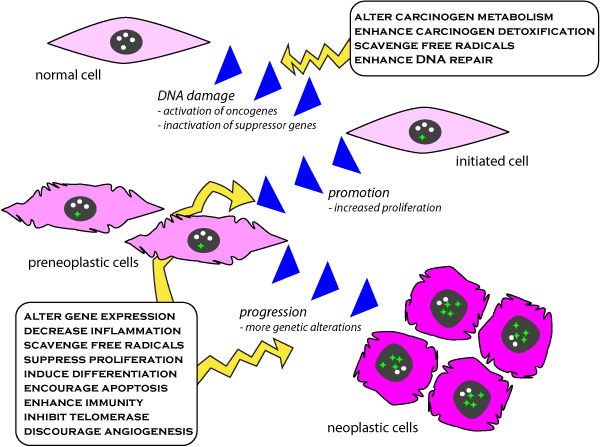 ALTER CARCINOGEN METABOLISM
ENHANCE CARCINOGEN DETOXIFICATION
SCAVENGE FREE RADICALS
ENHANCE DNA REPAIR
normal cell
DNA damage
- activation of oncogenes
- inactivation of suppressor genes
initiated cell
promotion
- increased proliferation
preneoplastic cells
progression
- more genetic alterations
ALTER GENE EXPRESSION
DECREASE INFLAMMATION
SCAVENGE FREE RADICALS
SUPPRESS PROLIFERATION
INDUCE DIFFERENTIATION
ENCOURAGE APOPTOSIS
ENHANCE IMMUNITY
INHIBIT TELOMERASE
DISCOURAGE ANGIOGENESIS
neoplastic cells